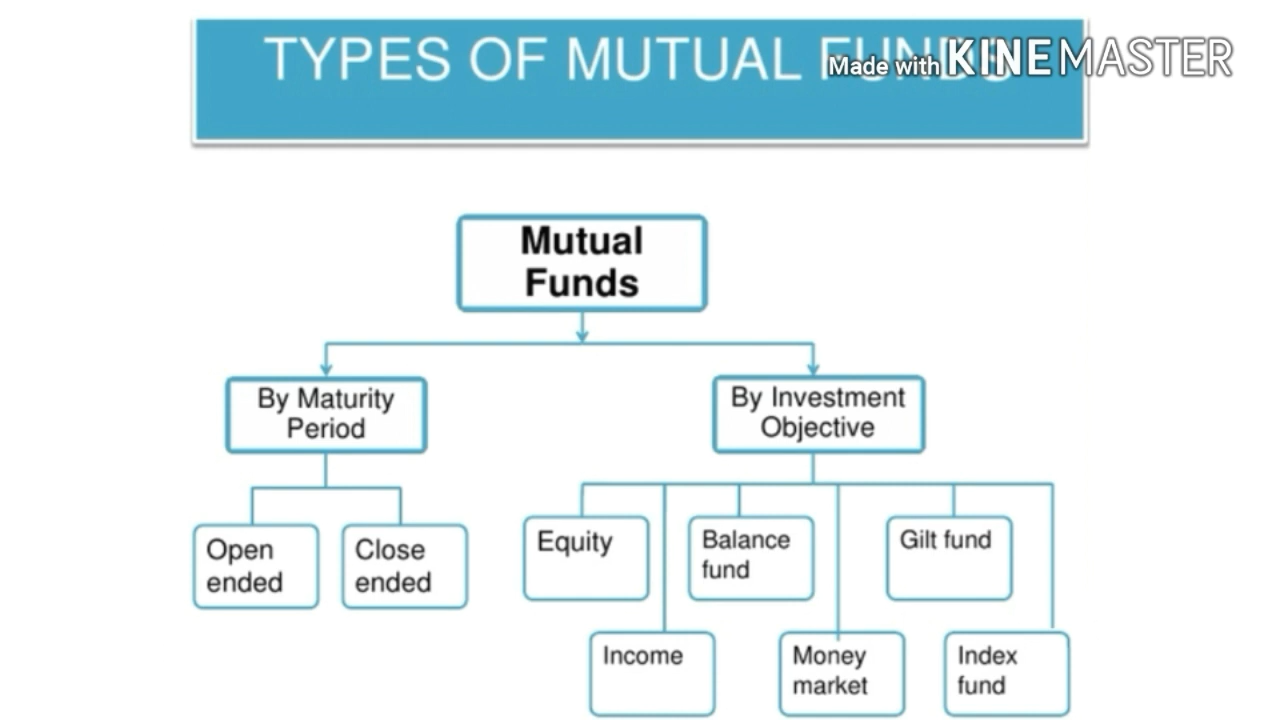 TYPES OF MUTUAL FUNDS
Made with KINEMASTER
Mutual
Funds
By Maturity
Period
By Investment
Objective
Open
ended
Close
ended
Equity
Balance
fund
Gilt fund
Income
Money
market
Index
fund